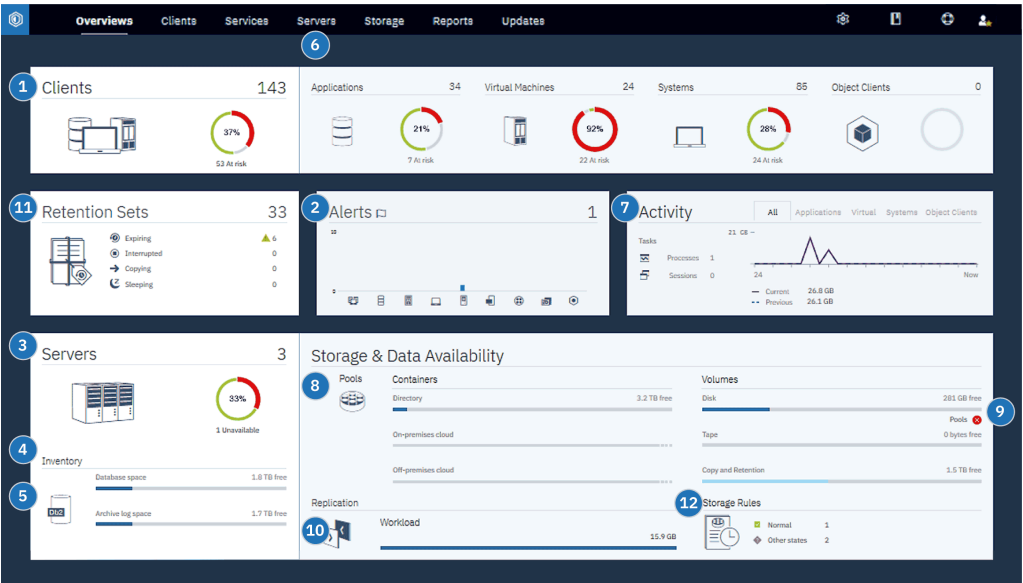 Overviews Clients Services Servers Storage Reports Updates
6
1 Clients 143
Applications 34 Virtual Machines 24 Systems 85 Object Clients 0
37% 21% 92% 28%
53 At risk 7 At risk 22 At risk 24 At risk
11 Retention Sets 33
Expiring 6
Interrupted 0
Copying 0
Sleeping 0
2 Alerts 1
10
0
7 Activity All Applications Virtual Systems Object Clients
Tasks
Processes 1
Sessions 0
21 GB
24 Now
Current 26.8 GB
Previous 26.1 GB
3 Servers 3
33%
1 Unavailable
4 Inventory
Database space 1.8 TB free
5 Db2
Archive log space 1.7 TB free
Storage & Data Availability
8 Pools
Containers
Directory 3.2 TB free
On-premises cloud
Off-premises cloud
Volumes
Disk 281 GB free
Pools 9
Tape 0 bytes free
Copy and Retention 1.5 TB free
Replication
10 Workload
15.9 GB
12 Storage Rules
Normal 1
Other states 2